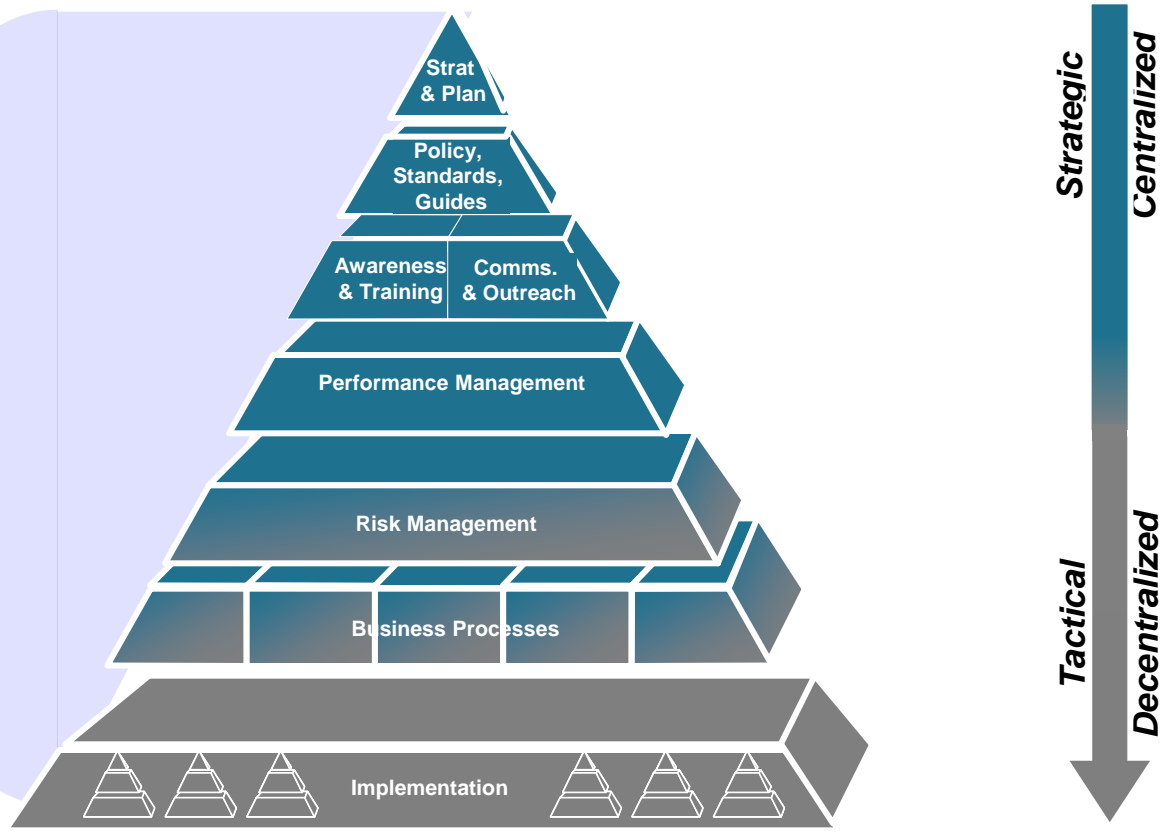 Strat
& Plan
Policy,
Standards,
Guides
Awareness
& Training
Comms.
& Outreach
Performance Management
Risk Management
Business Processes
Implementation
Strategic
Centralized
Tactical
Decentralized